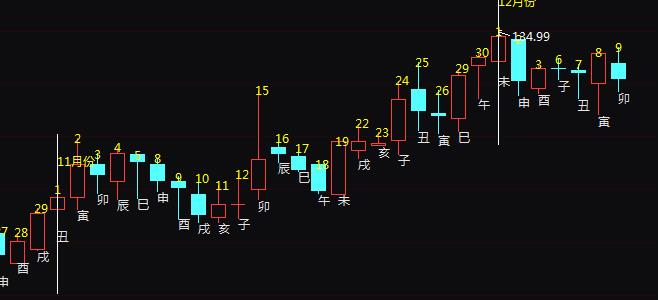 12月份
1 134.99
30 8 9
25 29 3 6 7
24 26 未 子
午 申 酉 丑 卯
15 22 23 丑 寅 巳 寅
2 16 17 19
11月份 3 4 5 8 18 戌 亥 子
9 10 11 12 辰 巳
1 卯 辰 巳 申 午 未
29 寅 卯
28 丑 酉 戌 亥 子
戌
酉
申